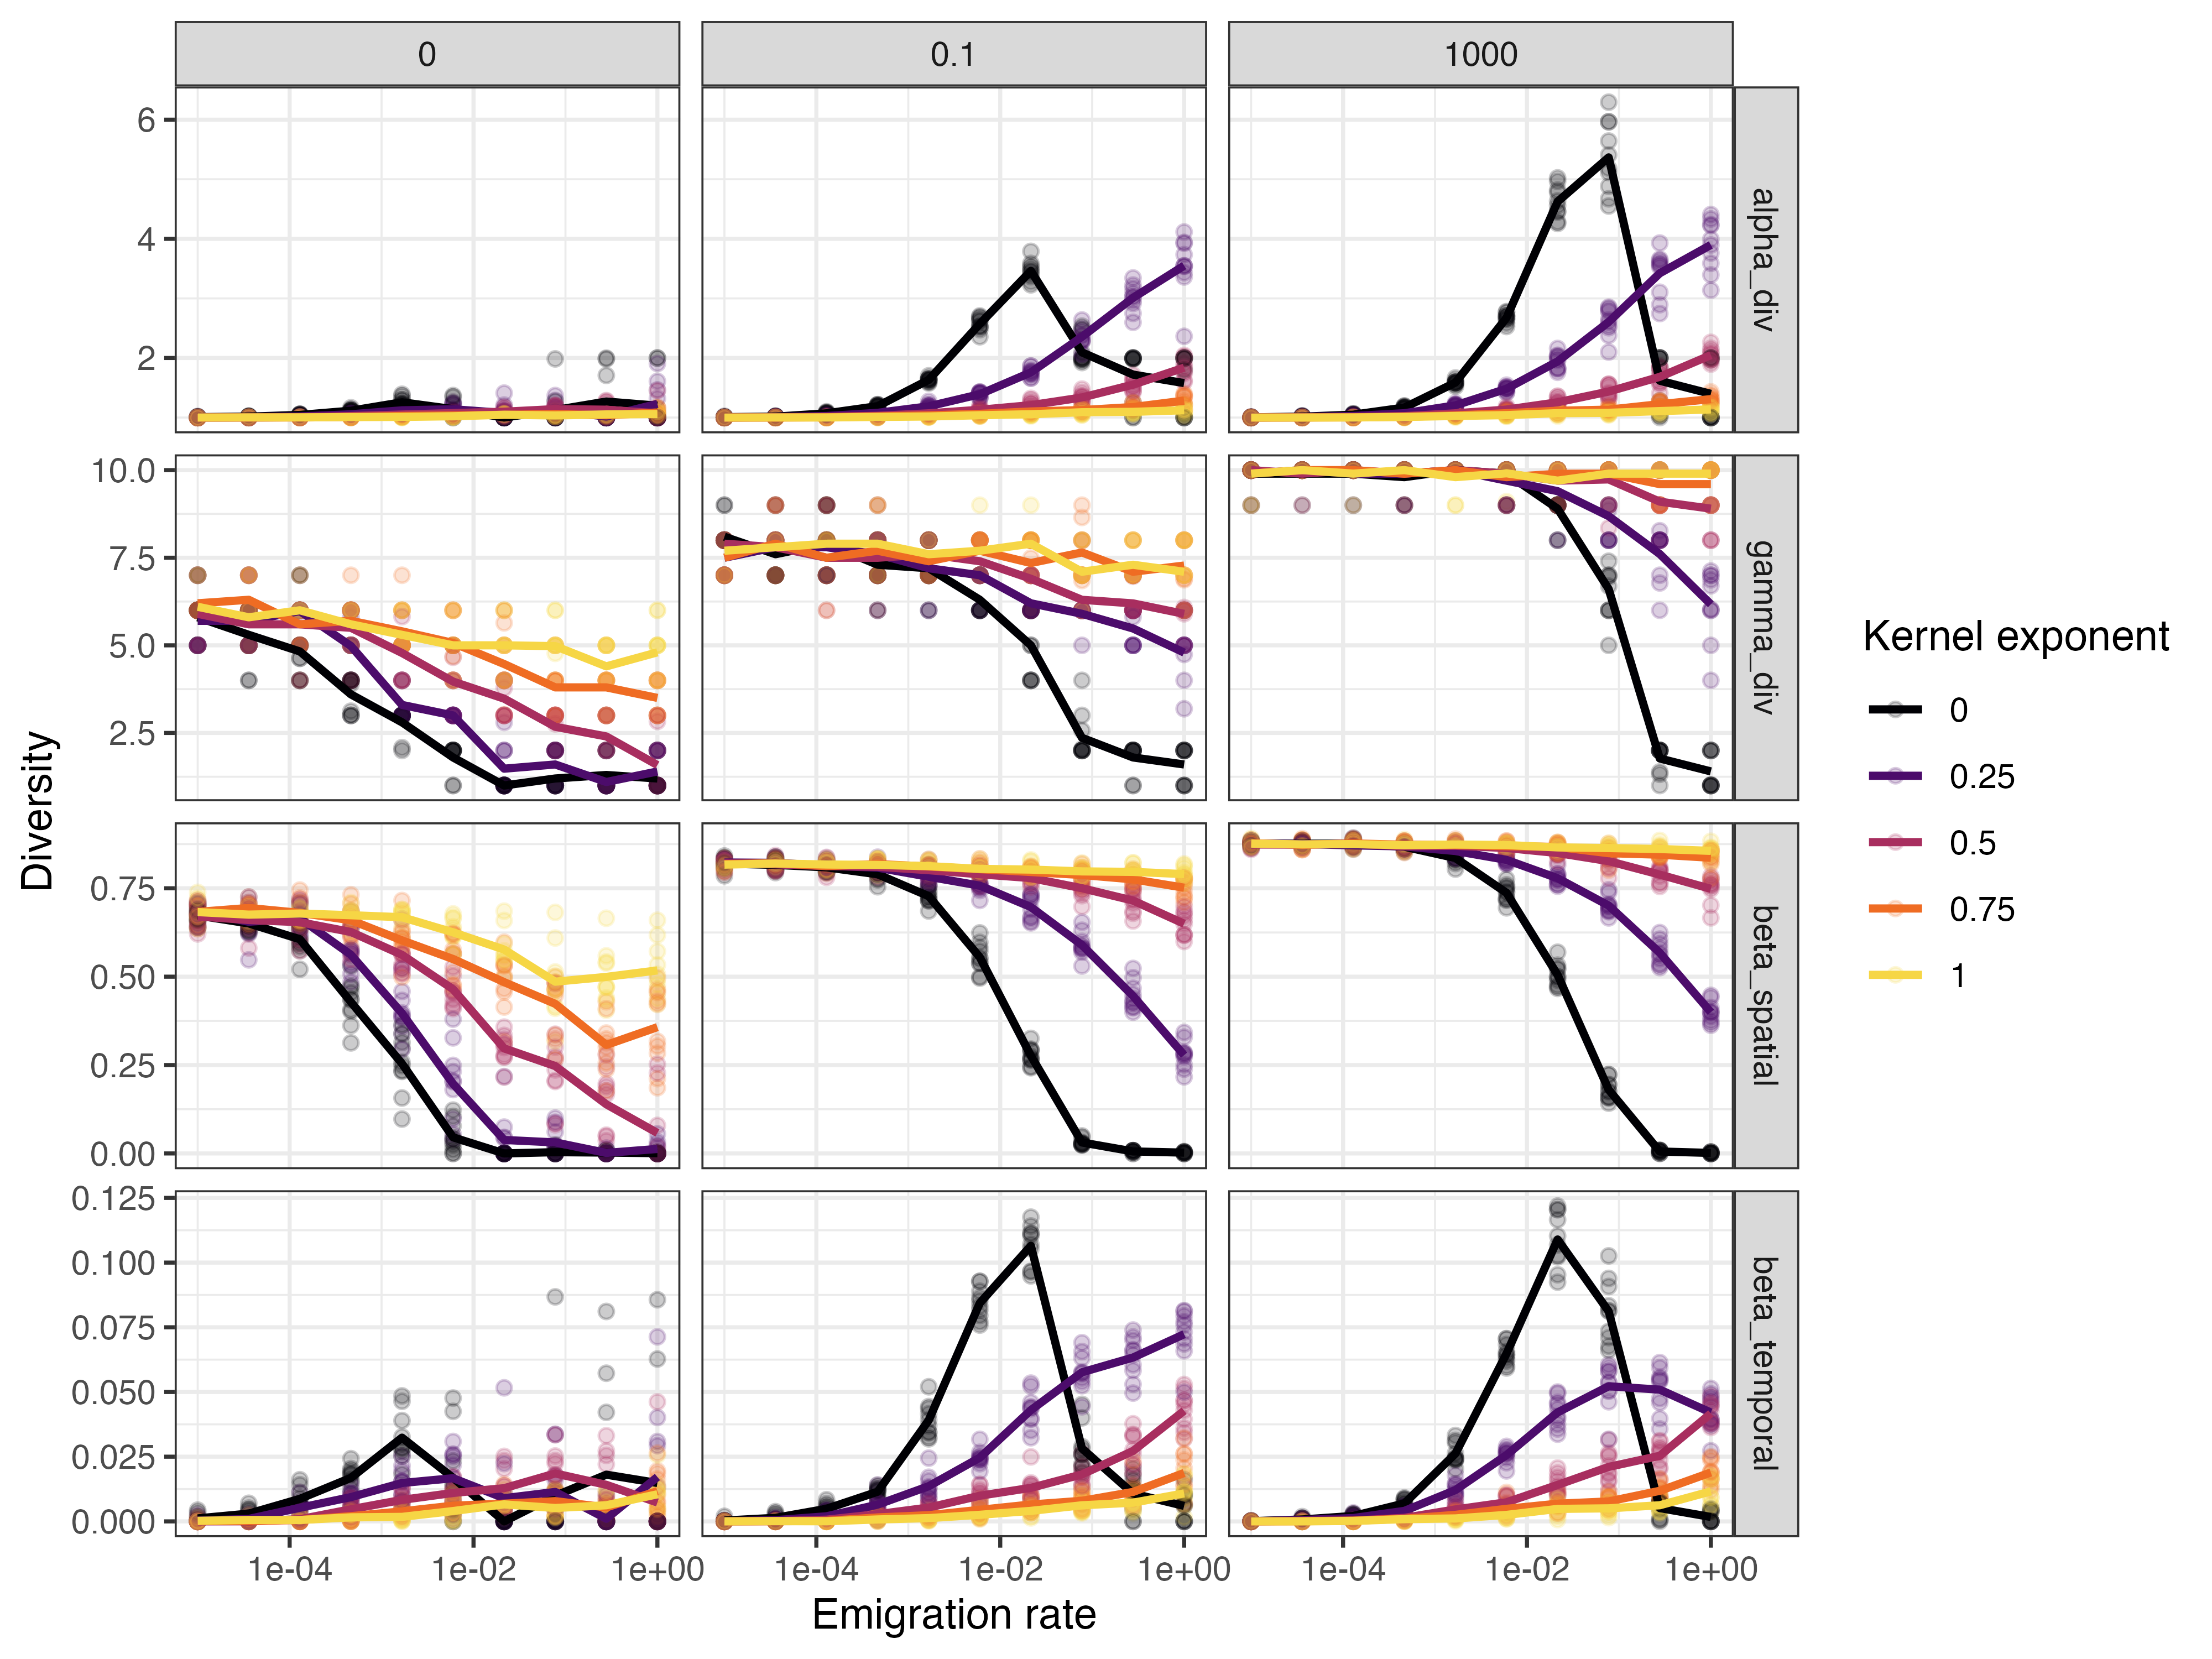 0
0.1
1000
6
4
2
alpha_div
10.0
7.5
5.0
2.5
gamma_div
0.75
0.50
0.25
0.00
beta_spatial
0.125
0.100
0.075
0.050
0.025
0.000
beta_temporal
1e-04
1e-02
1e+00
1e-04
1e-02
1e+00
1e-04
1e-02
1e+00
Diversity
Emigration rate
Kernel exponent
0
0.25
0.5
0.75
1